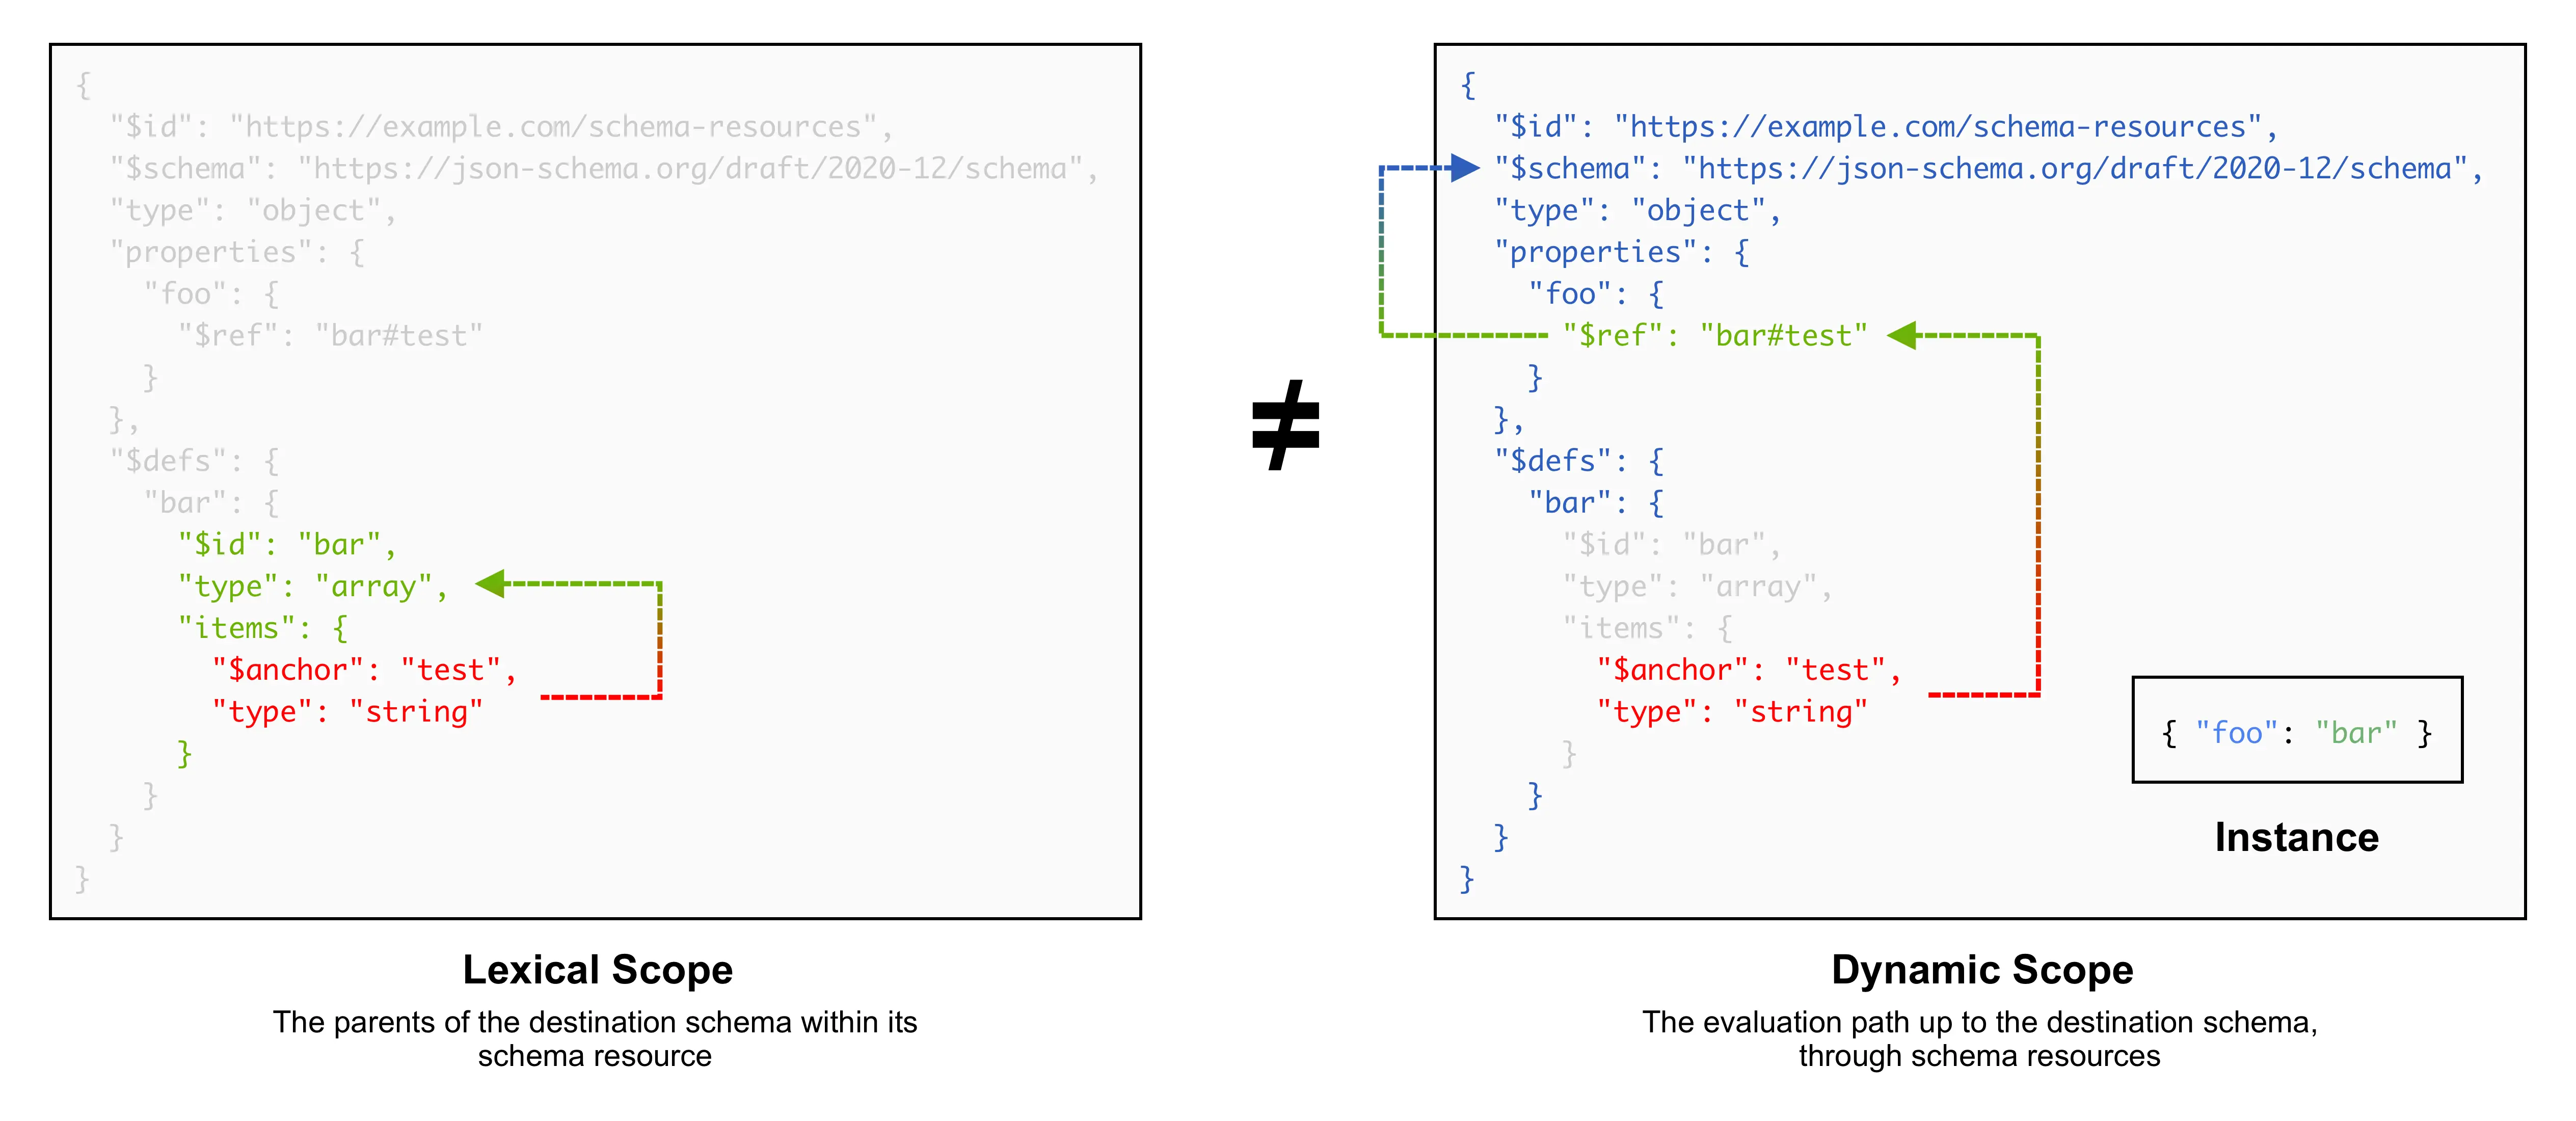 {
  "$id": "https://example.com/schema-resources",
  "$schema": "https://json-schema.org/draft/2020-12/schema",
  "type": "object",
  "properties": {
    "foo": {
      "$ref": "bar#test"
    }
  },
  "$defs": {
    "bar": {
      "$id": "bar",
      "type": "array",
      "items": {
        "$anchor": "test",
        "type": "string"
      }
    }
  }
}
Lexical Scope
The parents of the destination schema within its
schema resource
≠
{
  "$id": "https://example.com/schema-resources",
  "$schema": "https://json-schema.org/draft/2020-12/schema",
  "type": "object",
  "properties": {
    "foo": {
      "$ref": "bar#test"
    }
  },
  "$defs": {
    "bar": {
      "$id": "bar",
      "type": "array",
      "items": {
        "$anchor": "test",
        "type": "string"
      }
    }
  }
}
{ "foo": "bar" }
Instance
Dynamic Scope
The evaluation path up to the destination schema,
through schema resources